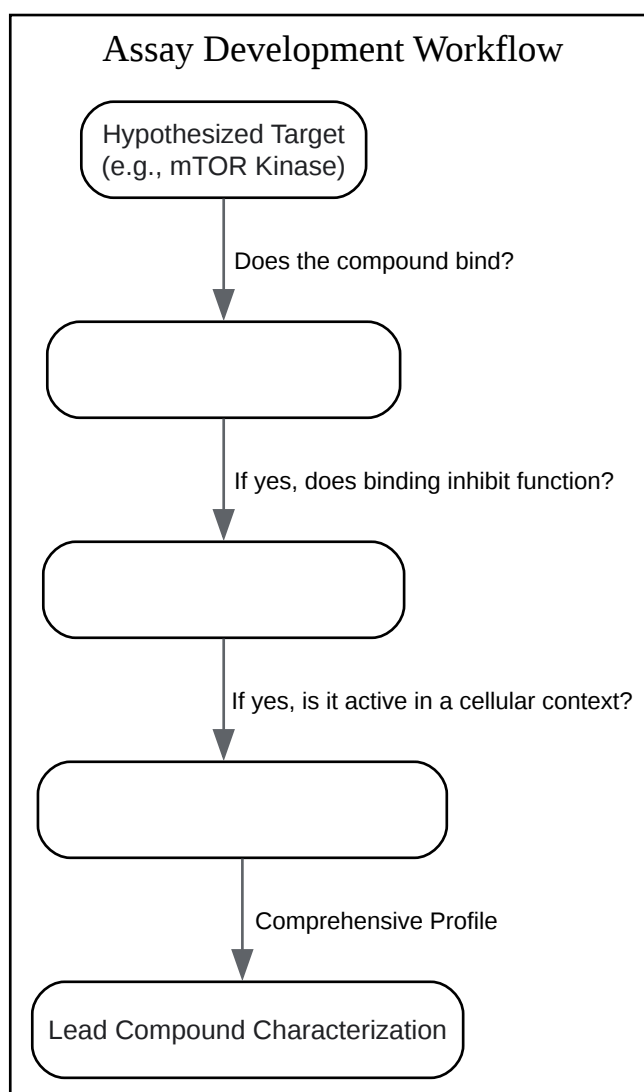 Assay Development Workflow
Hypothesized Target
(e.g., mTOR Kinase)
Does the compound bind?
If yes, does binding inhibit function?
If yes, is it active in a cellular context?
Comprehensive Profile
Lead Compound Characterization